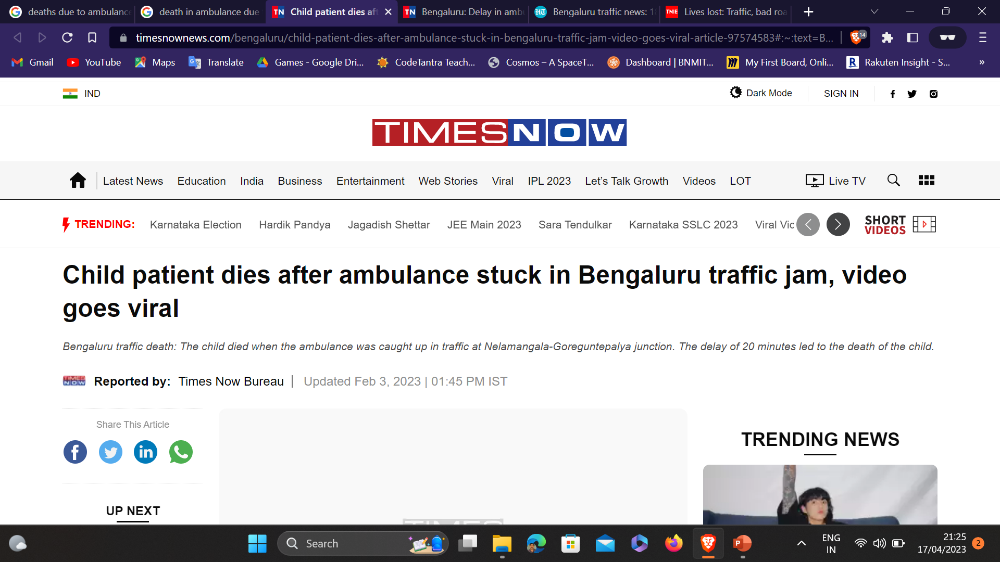 deaths due to ambulanc
death in ambulance due
TN Child patient dies aft
TN Bengaluru: Delay in amb
HT Bengaluru traffic news: 1
TNIE Lives lost: Traffic, bad roa
timesnownews.com/bengaluru/child-patient-dies-after-ambulance-stuck-in-bengaluru-traffic-jam-video-goes-viral-article-97574583#:~:text=B...
14
Gmail
YouTube
Maps
Translate
Games - Google Dri...
CodeTantra Teach...
Cosmos – A SpaceT...
Dashboard | BNMIT...
My First Board, Onli...
R Rakuten Insight - S...
»
IND
Dark Mode
SIGN IN
TIMES NOW
Latest News Education India Business Entertainment Web Stories Viral IPL 2023 Let's Talk Growth Videos LOT
Live TV
TRENDING: Karnataka Election Hardik Pandya Jagadish Shettar JEE Main 2023 Sara Tendulkar Karnataka SSLC 2023 Viral Vic
SHORT
VIDEOS
Child patient dies after ambulance stuck in Bengaluru traffic jam, video
goes viral
Bengaluru traffic death: The child died when the ambulance was caught up in traffic at Nelamangala-Goreguntepalya junction. The delay of 20 minutes led to the death of the child.
TIMES
NOW
Reported by: Times Now Bureau | Updated Feb 3, 2023 | 01:45 PM IST
Share This Article
TRENDING NEWS
UP NEXT
TIMES
Search
ENG
IN
21:25
17/04/2023
2